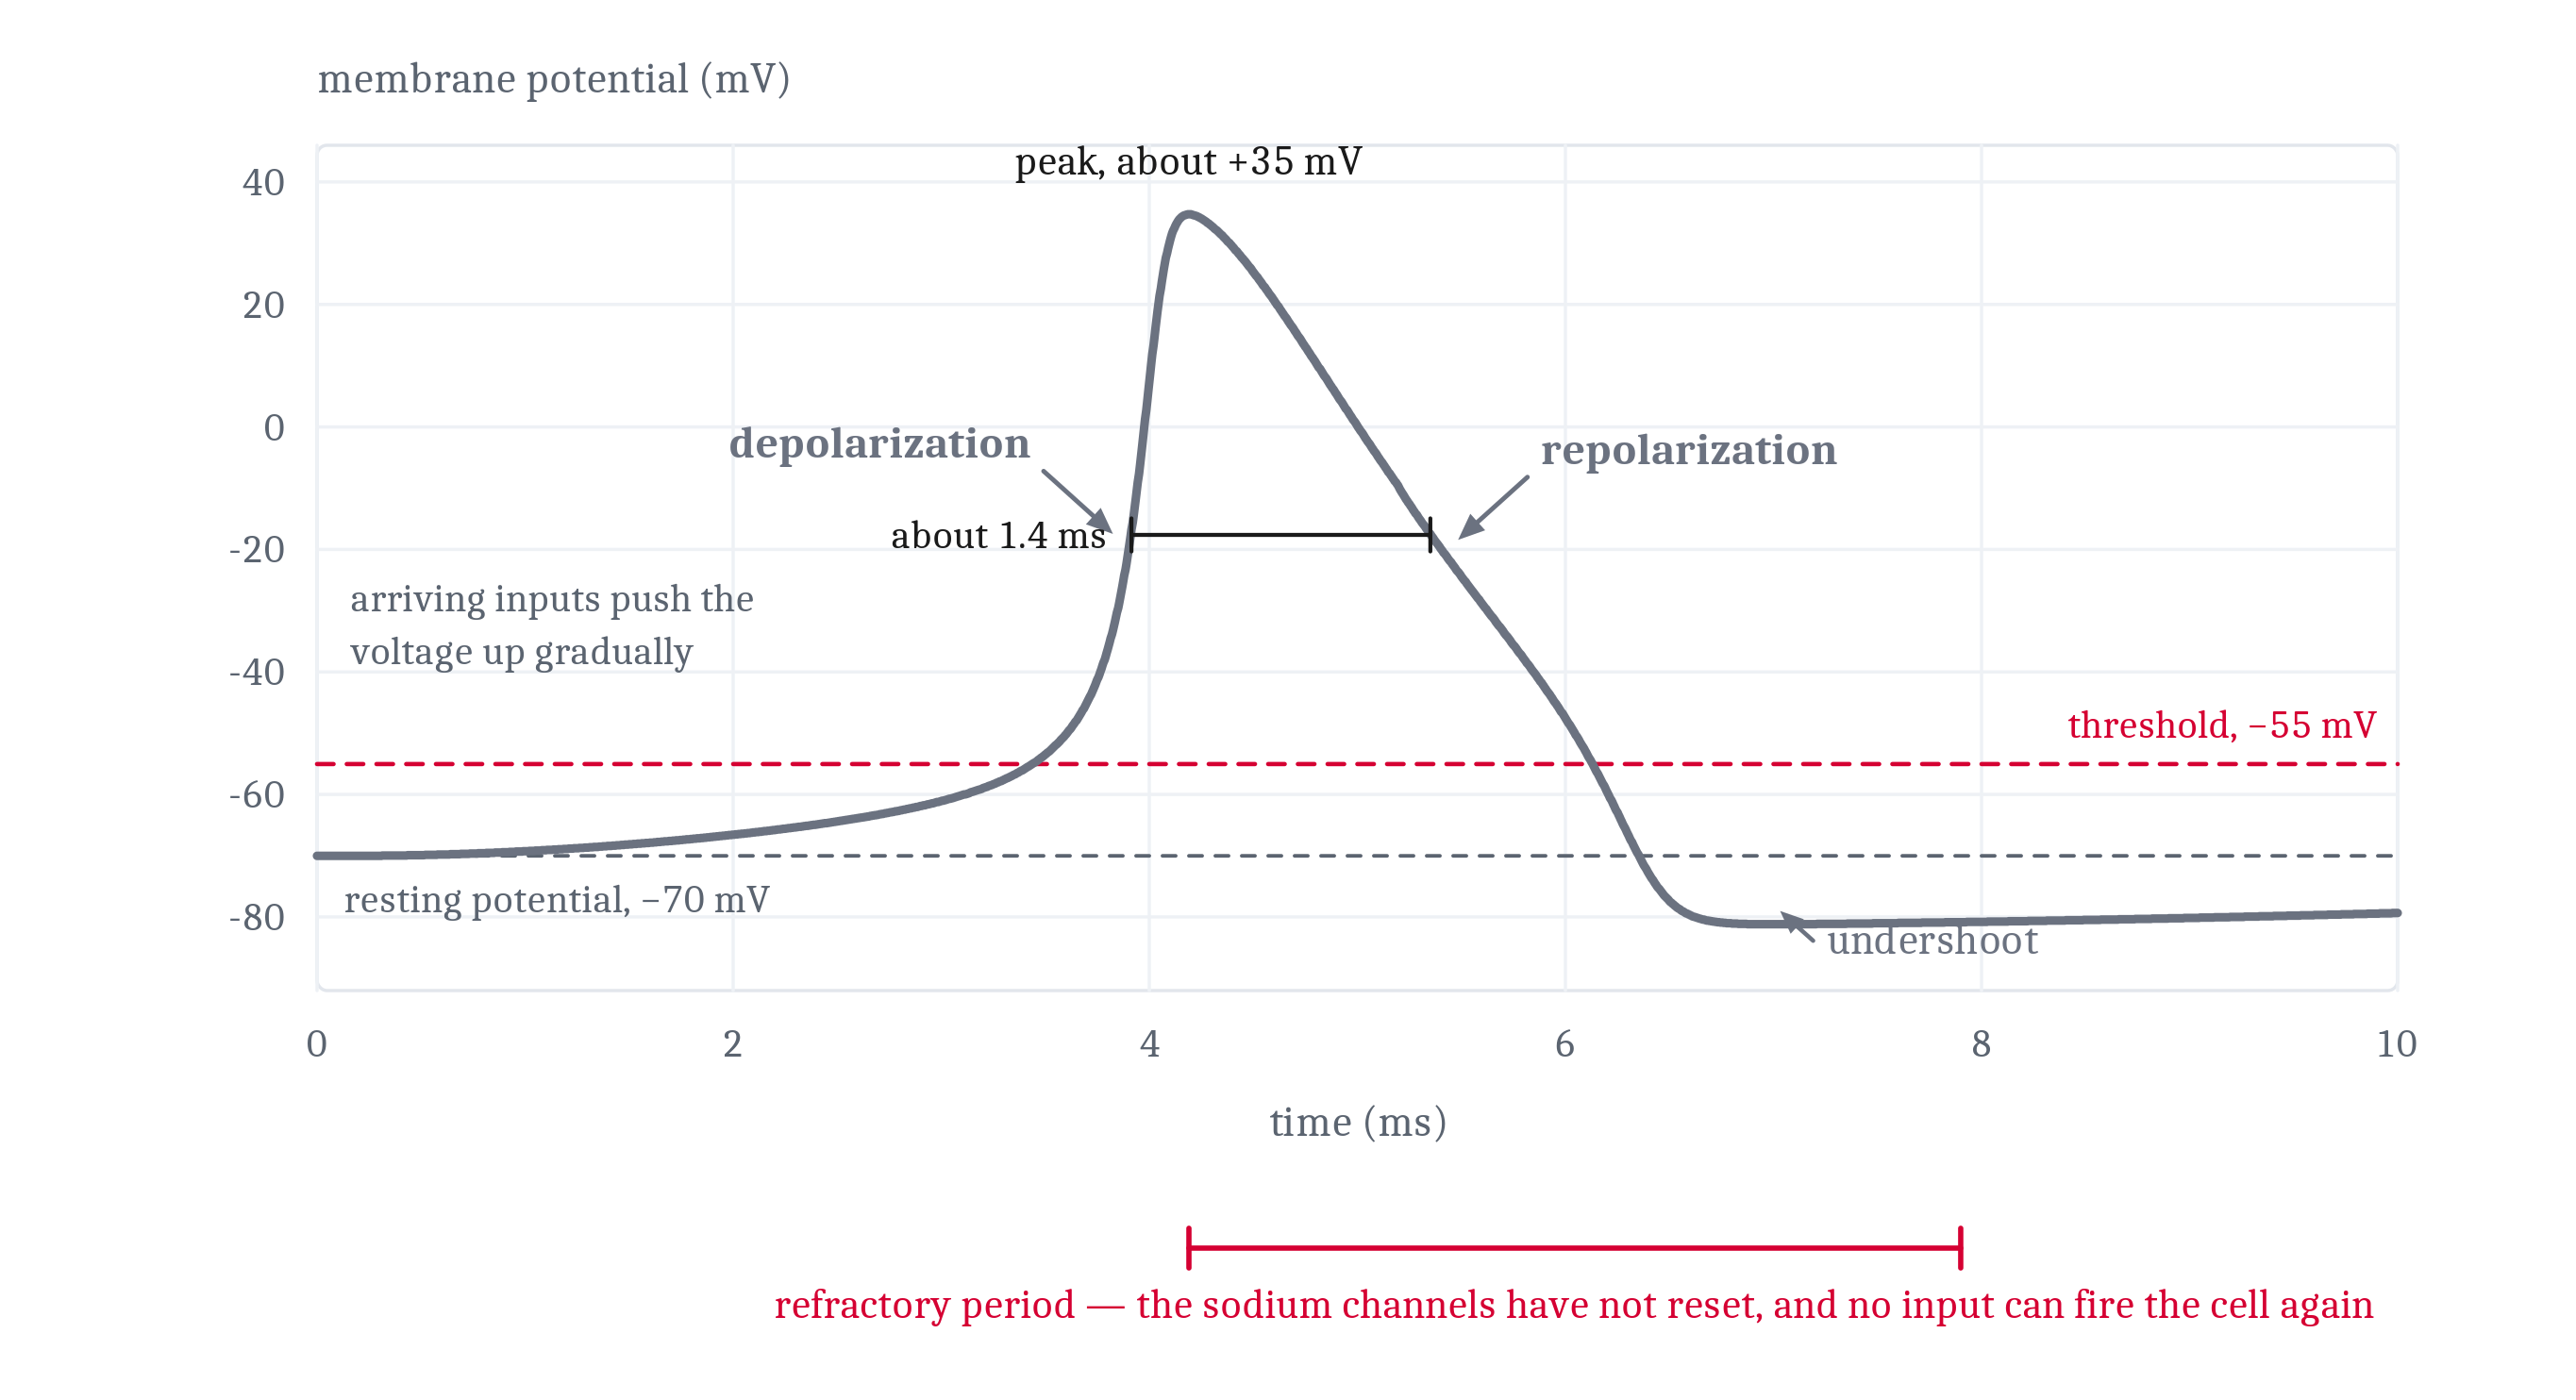 membrane potential (mV)
peak, about +35 mV
40
20
0
-20
-40
-60
-80
depolarization
repolarization
about 1.4 ms
arriving inputs push the
voltage up gradually
threshold, −55 mV
resting potential, −70 mV
undershoot
0
2
4
6
8
10
time (ms)
refractory period — the sodium channels have not reset, and no input can fire the cell again